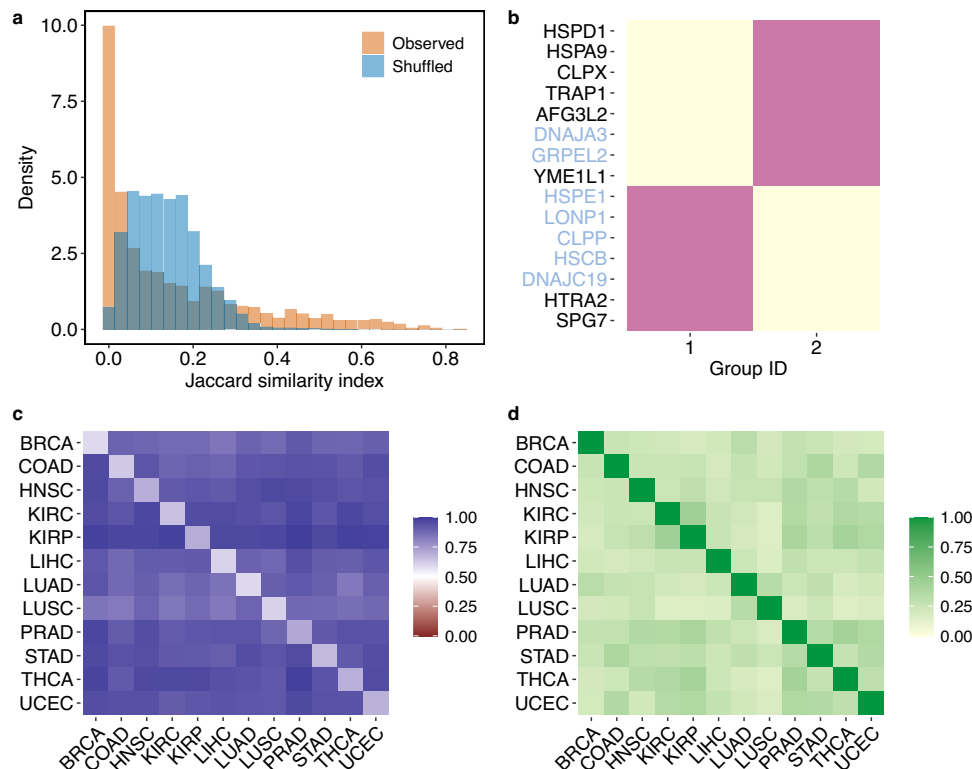 a
10.0
7.5
5.0
2.5
0.0
Density
Observed
Shuffled
0.0 0.2 0.4 0.6 0.8
Jaccard similarity index
b
HSPD1
HSPA9
CLPX
TRAP1
AFG3L2
DNAJA3
GRPEL2
YME1L1
HSPE1
LONP1
CLPP
HSCB
DNAJC19
HTRA2
SPG7
1 2
Group ID
c
BRCA
COAD
HNSC
KIRC
KIRP
LIHC
LUAD
LUSC
PRAD
STAD
THCA
UCEC
BRCA COAD HNSC KIRC KIRP LIHC LUAD LUSC PRAD STAD THCA UCEC
1.00
0.75
0.50
0.25
0.00
d
BRCA
COAD
HNSC
KIRC
KIRP
LIHC
LUAD
LUSC
PRAD
STAD
THCA
UCEC
BRCA COAD HNSC KIRC KIRP LIHC LUAD LUSC PRAD STAD THCA UCEC
1.00
0.75
0.50
0.25
0.00